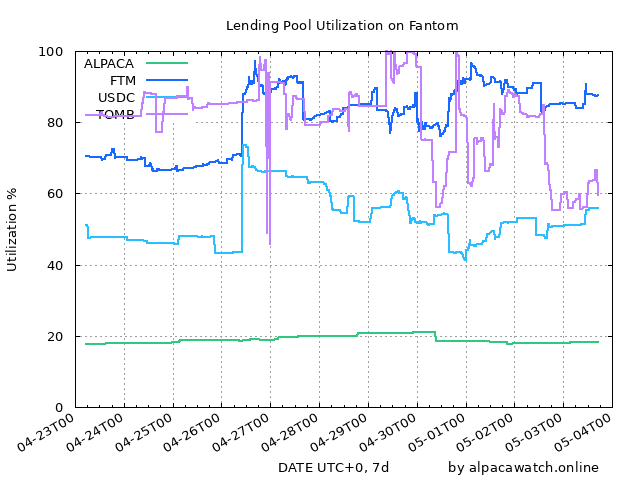 Lending Pool Utilization on Fantom
100
80
60
40
20
0
Utilization %
ALPACA
FTM
USDC
TOMB
04-23T00
04-24T00
04-25T00
04-26T00
04-27T00
04-28T00
04-29T00
04-30T00
05-01T00
05-02T00
05-03T00
05-04T00
DATE UTC+0, 7d
by alpacawatch.online